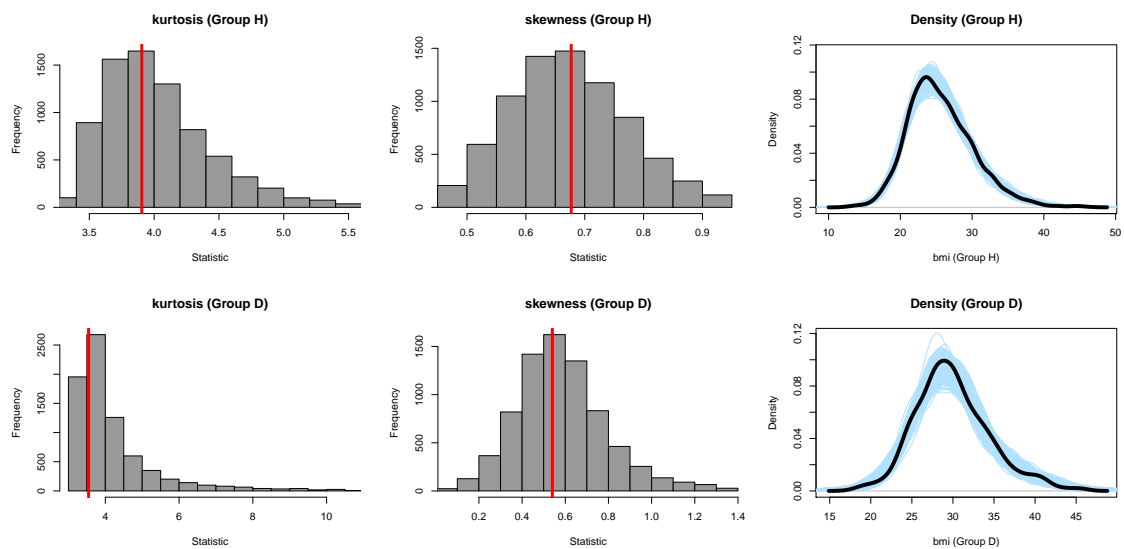 kurtosis (Group H)
Frequency
0 500 1000 1500
3.5 4.0 4.5 5.0 5.5
Statistic
skewness (Group H)
Frequency
0 500 1000 1500
0.5 0.6 0.7 0.8 0.9
Statistic
Density (Group H)
Density
0.00 0.04 0.08 0.12
10 20 30 40 50
bmi (Group H)
kurtosis (Group D)
Frequency
0 500 1500 2500
4 6 8 10
Statistic
skewness (Group D)
Frequency
0 500 1000 1500
0.2 0.4 0.6 0.8 1.0 1.2 1.4
Statistic
Density (Group D)
Density
0.00 0.04 0.08 0.12
15 20 25 30 35 40 45
bmi (Group D)